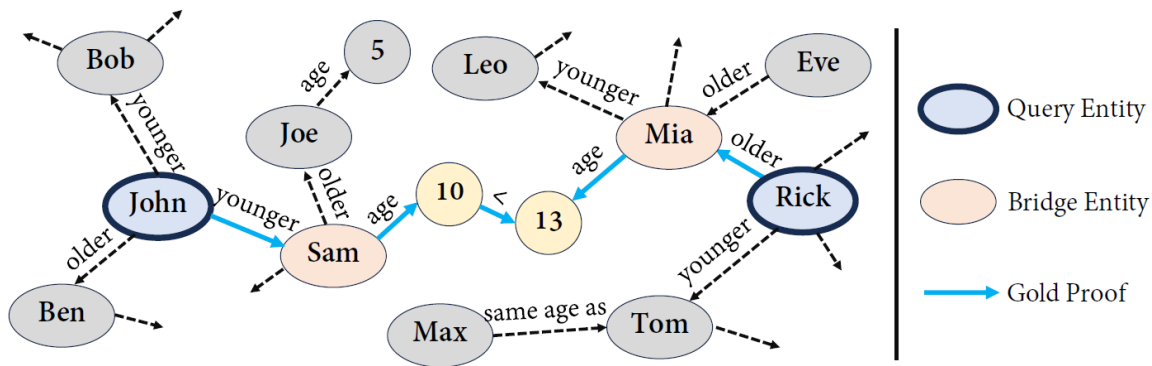 Bob
younger
John
older
Ben
younger
Sam
older
Joe
age
5
age
10
<
13
age
Mia
younger
Leo
older
Eve
older
Rick
younger
Tom
same age as
Max
Query Entity
Bridge Entity
Gold Proof